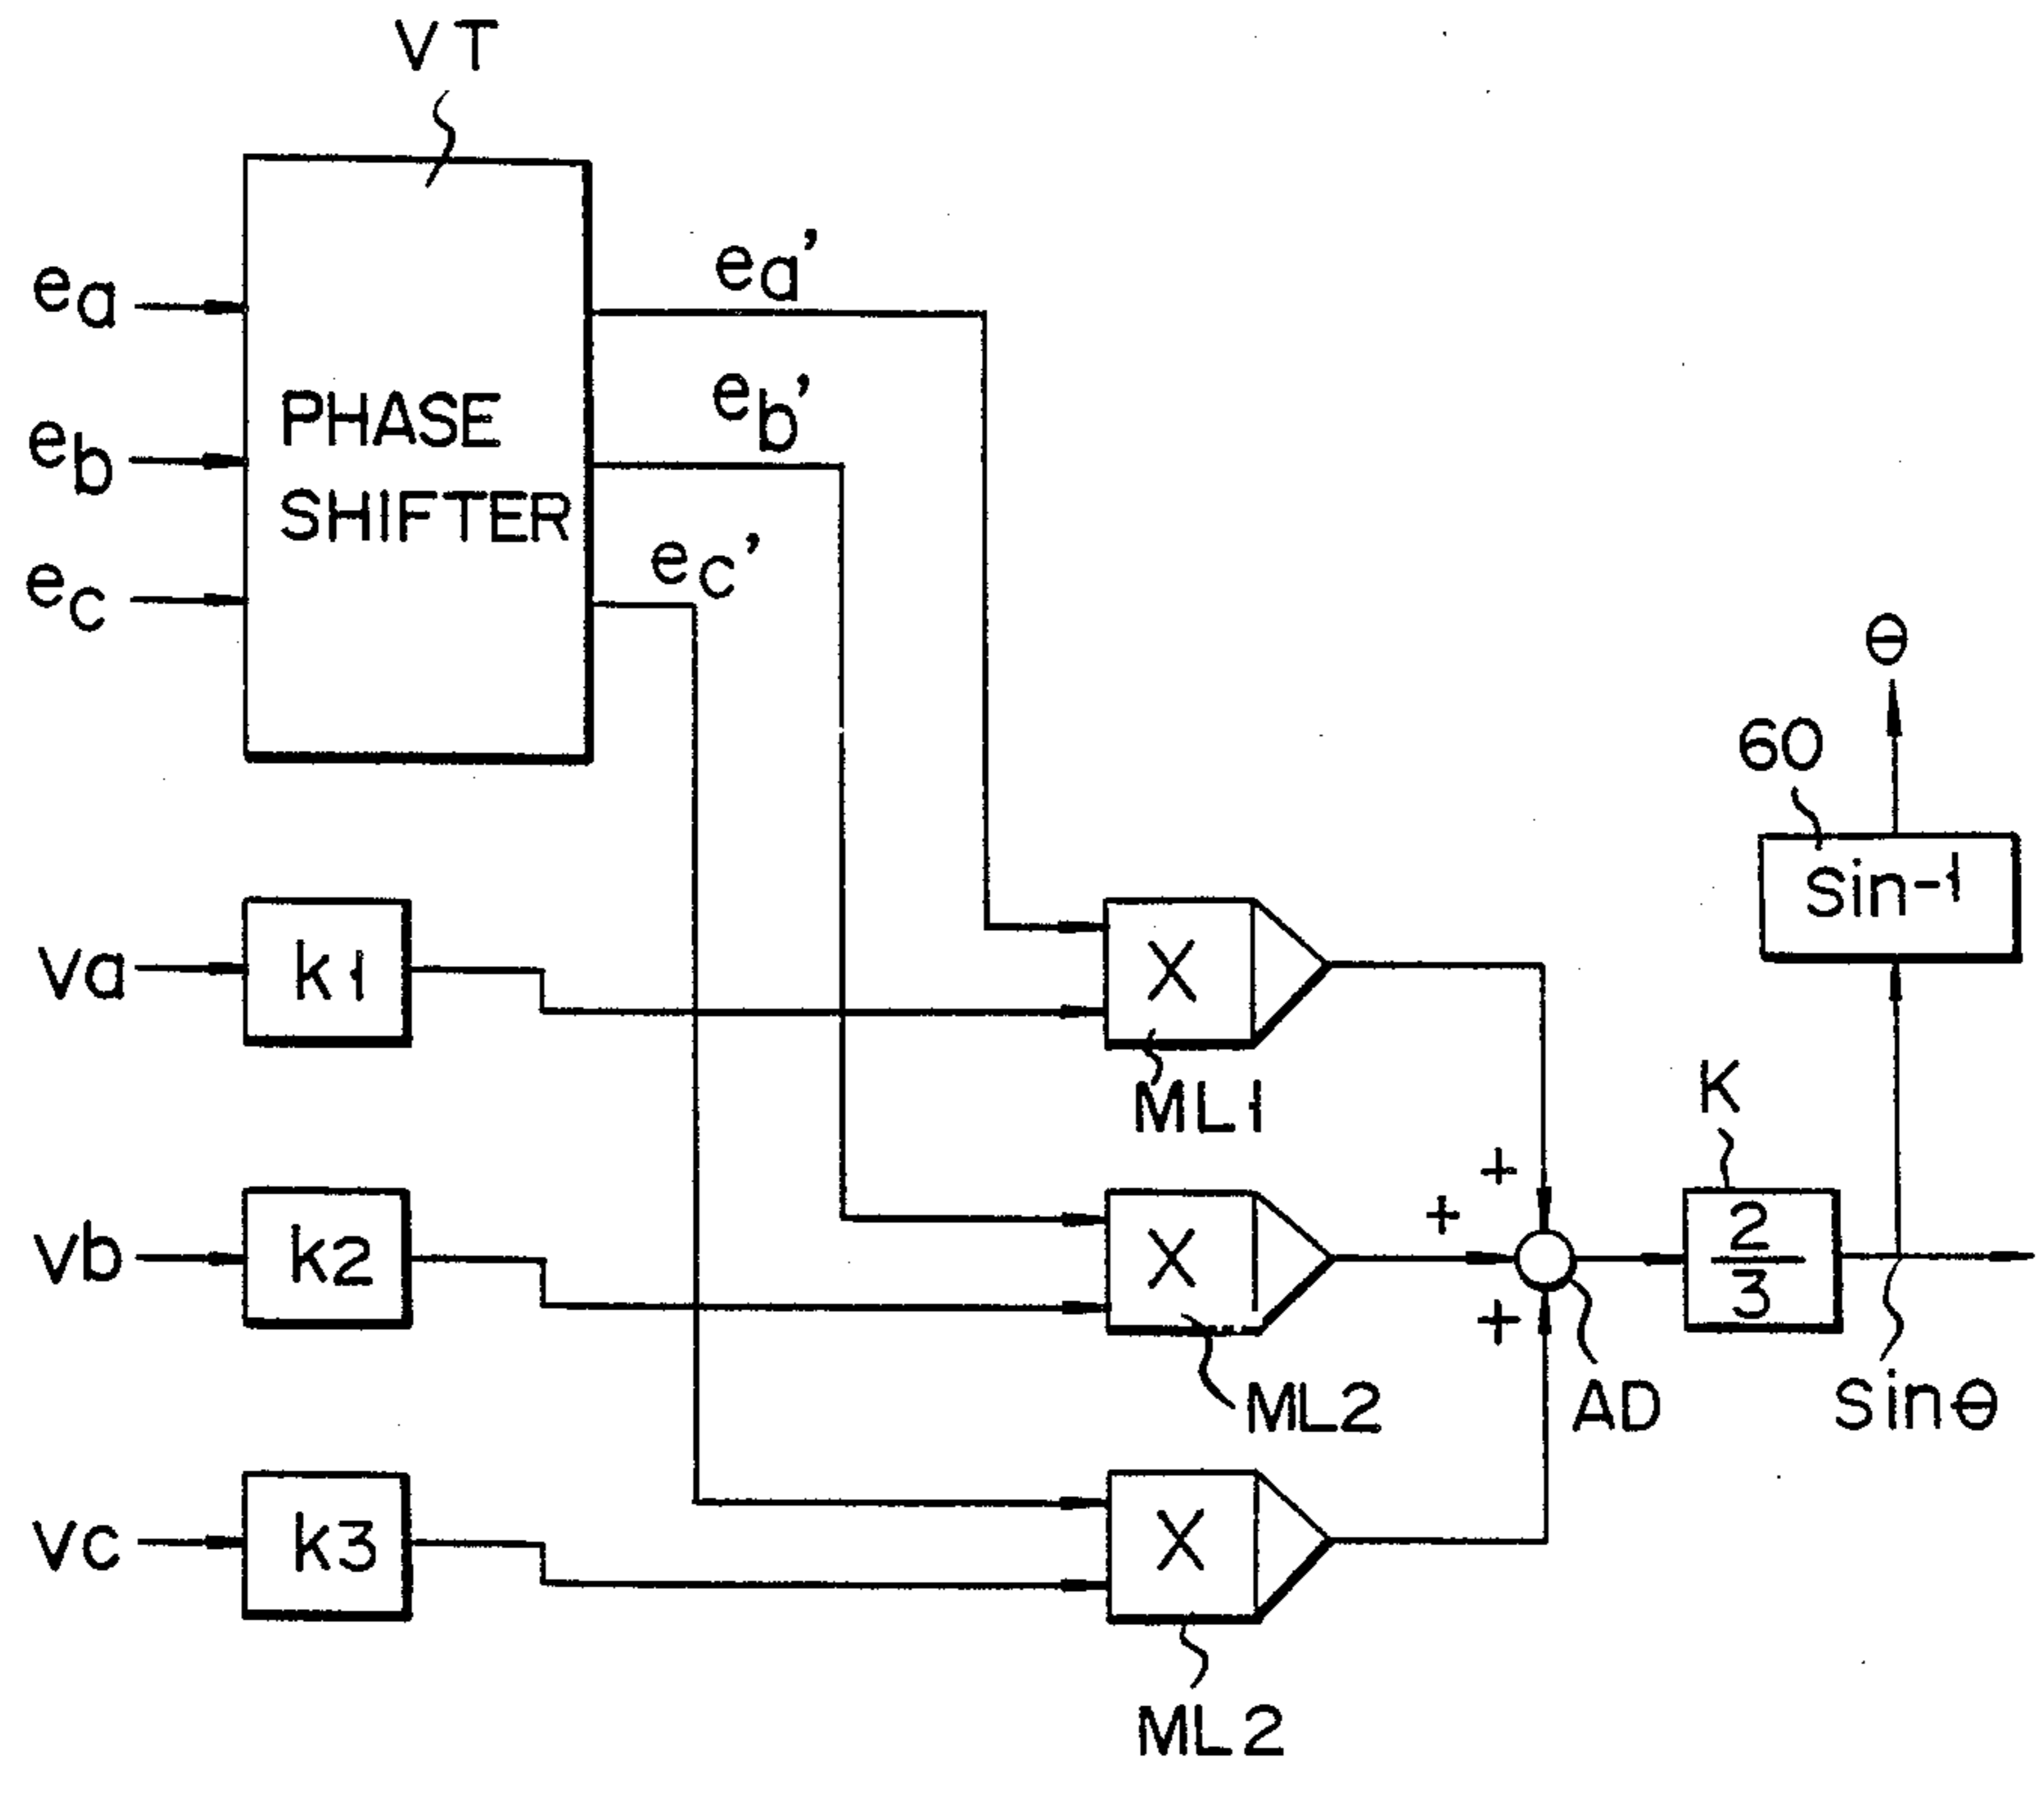 VT
ea
eb
ec
PHASE
SHIFTER
ea'
eb'
ec'
θ
60
Sin-1
va
k1
X
ML1
K
vb
k2
X
+
+
+
2
3
ML2
AD
Sinθ
vc
k3
X
ML2